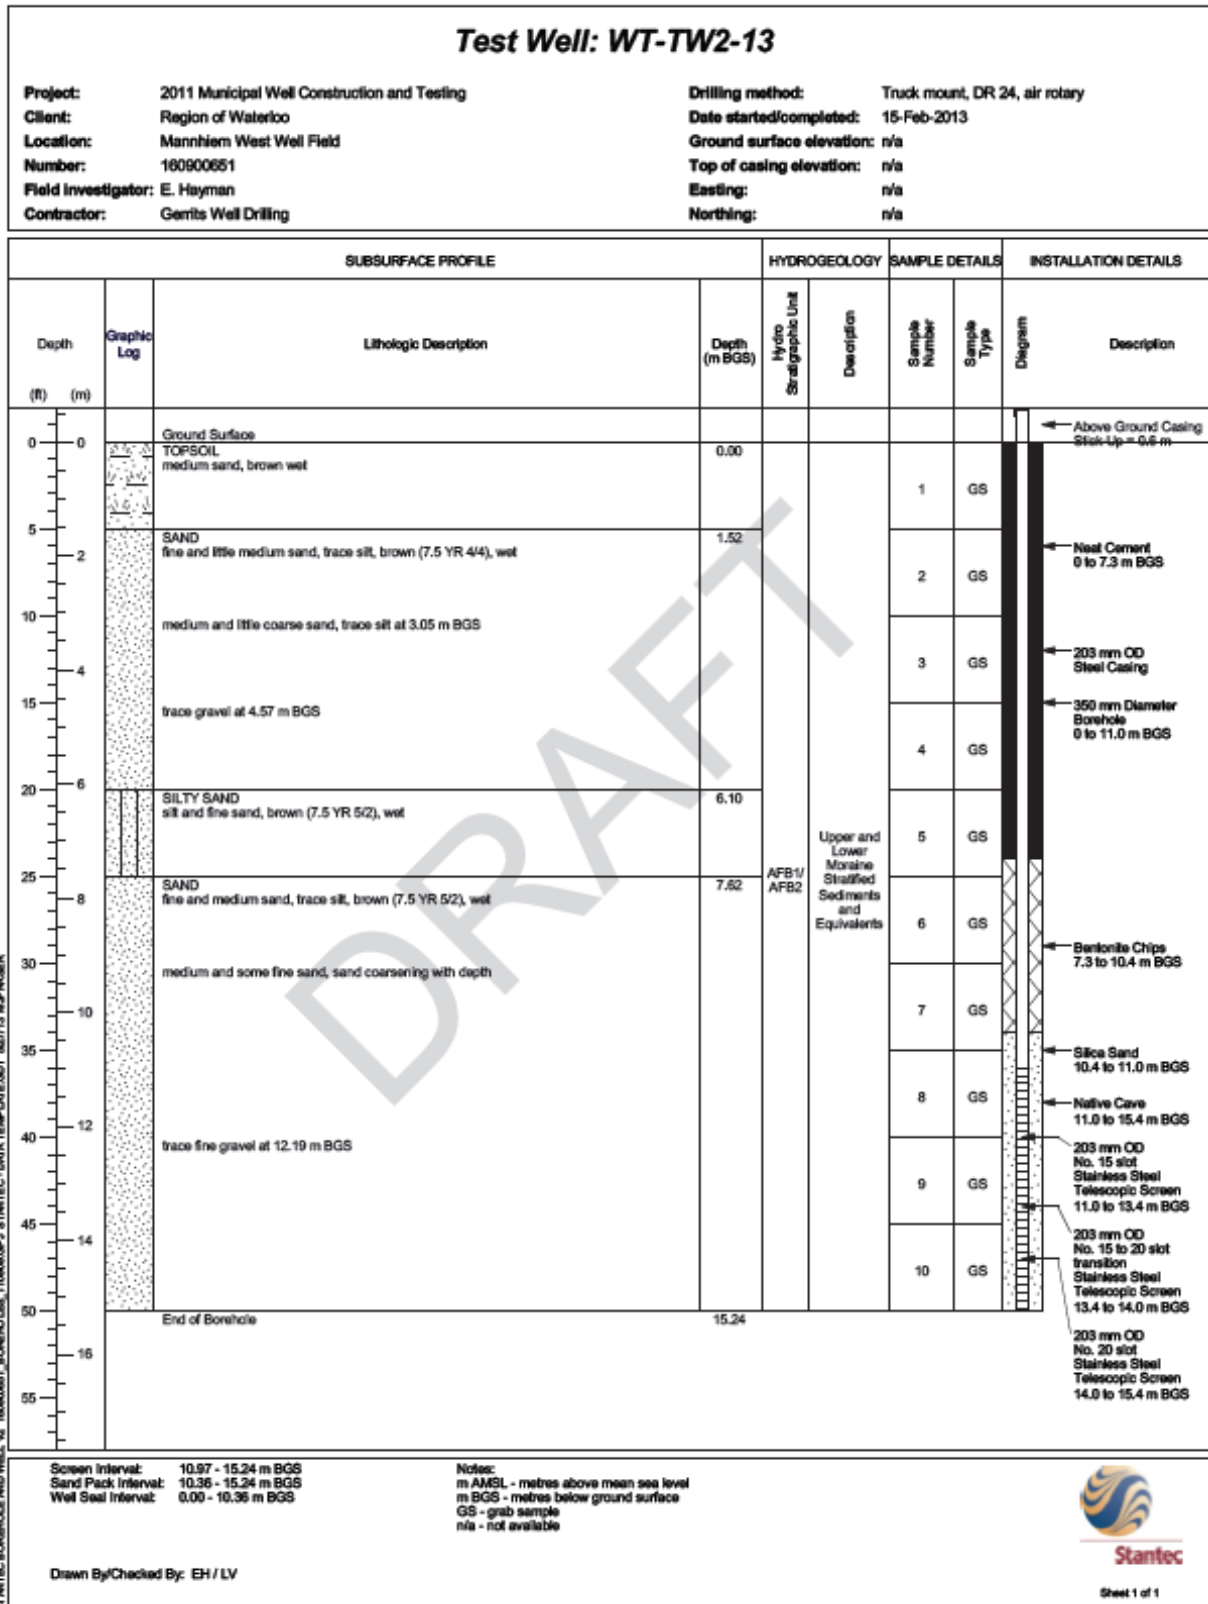 Test Well: WT-TW2-13
Project: 2011 Municipal Well Construction and Testing
Client: Region of Waterloo
Location: Mannhiem West Well Field
Number: 160900651
Field investigator: E. Hayman
Contractor: Gerrits Well Drilling
Drilling method: Truck mount, DR 24, air rotary
Date started/completed: 15-Feb-2013
Ground surface elevation: n/a
Top of casing elevation: n/a
Easting: n/a
Northing: n/a
SUBSURFACE PROFILE
HYDROGEOLOGY
SAMPLE DETAILS
INSTALLATION DETAILS
Depth
(ft) (m)
Graphic
Log
Lithologic Description
Depth
(m BGS)
Hydro
Stratigraphic Unit
Description
Sample
Number
Sample
Type
Diagram
Description
Ground Surface
TOPSOIL 0.00
medium sand, brown wet
SAND 1.52
fine and little medium sand, trace silt, brown (7.5 YR 4/4), wet
medium and little coarse sand, trace silt at 3.05 m BGS
trace gravel at 4.57 m BGS
SILTY SAND 6.10
silt and fine sand, brown (7.5 YR 5/2), wet
SAND 7.62
fine and medium sand, trace silt, brown (7.5 YR 5/2), wet
medium and some fine sand, sand coarsening with depth
trace fine gravel at 12.19 m BGS
End of Borehole 15.24
0
5
10
15
20
25
30
35
40
45
50
55
0
2
4
6
8
10
12
14
16
AFB1/
AFB2
Upper and
Lower
Moraine
Stratified
Sediments
and
Equivalents
1 GS
2 GS
3 GS
4 GS
5 GS
6 GS
7 GS
8 GS
9 GS
10 GS
Above Ground Casing
Stick-Up = 0.6 m
Neat Cement
0 to 7.3 m BGS
203 mm OD
Steel Casing
350 mm Diameter
Borehole
0 to 11.0 m BGS
Bentonite Chips
7.3 to 10.4 m BGS
Silica Sand
10.4 to 11.0 m BGS
Native Cave
11.0 to 15.4 m BGS
203 mm OD
No. 15 slot
Stainless Steel
Telescopic Screen
11.0 to 13.4 m BGS
203 mm OD
No. 15 to 20 slot
transition
Stainless Steel
Telescopic Screen
13.4 to 14.0 m BGS
203 mm OD
No. 20 slot
Stainless Steel
Telescopic Screen
14.0 to 15.4 m BGS
DRAFT
Screen Interval: 10.97 - 15.24 m BGS
Sand Pack Interval: 10.36 - 15.24 m BGS
Well Seal Interval: 0.00 - 10.36 m BGS
Notes:
m AMSL - metres above mean sea level
m BGS - metres below ground surface
GS - grab sample
n/a - not available
Drawn By/Checked By: EH / LV
Stantec
Sheet 1 of 1